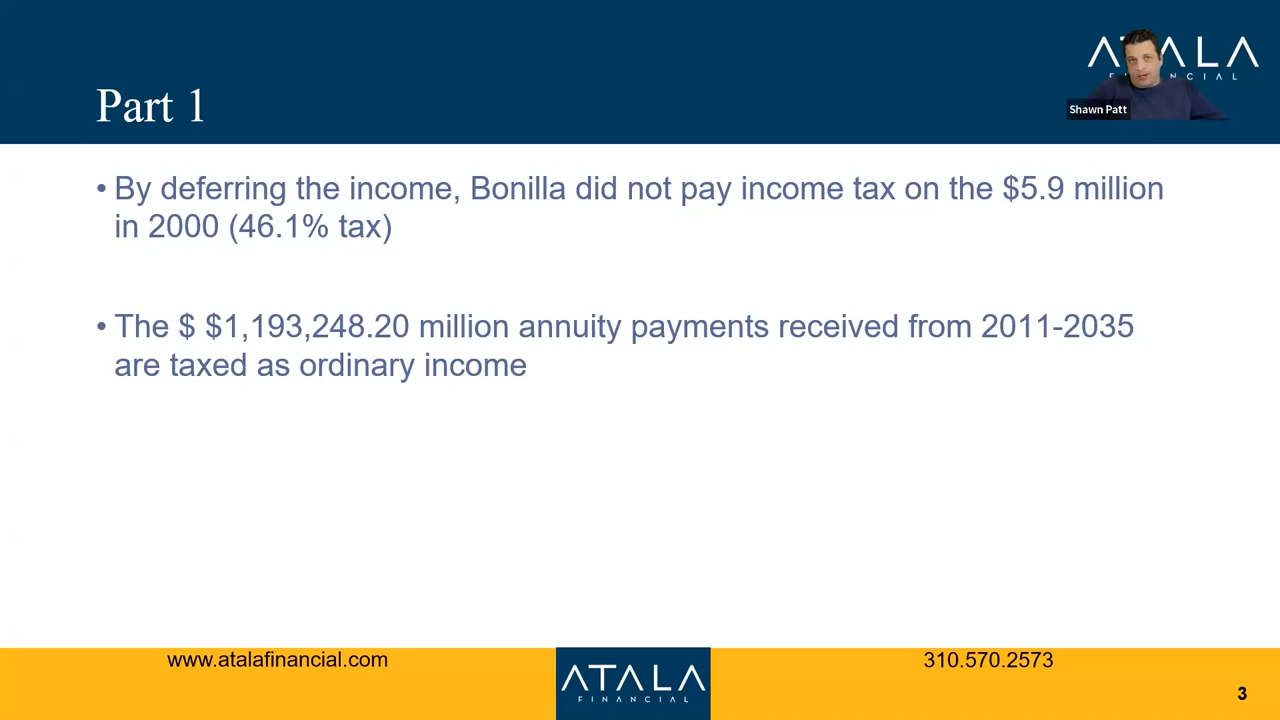 ATALA
FINANCIAL
Shawn Patt
Part 1
• By deferring the income, Bonilla did not pay income tax on the $5.9 million
in 2000 (46.1% tax)
• The $ $1,193,248.20 million annuity payments received from 2011-2035
are taxed as ordinary income
www.atalafinancial.com
ATALA
FINANCIAL
310.570.2573
3